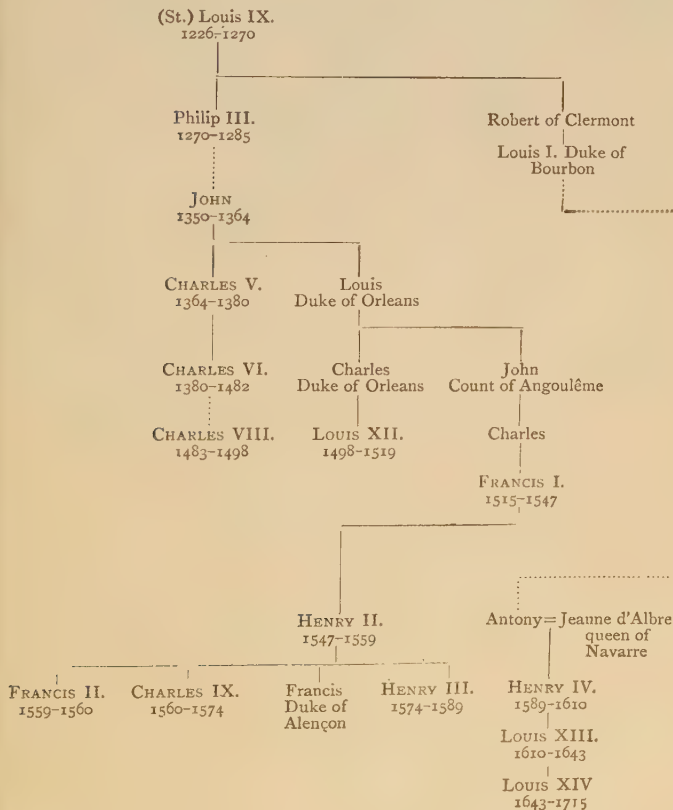 (St.) Louis IX.
1226-1270
Philip III.
1270-1285
Robert of Clermont
Louis I. Duke of
Bourbon
JOHN
1350-1364
CHARLES V.
1364-1380
Louis
Duke of Orleans
CHARLES VI.
1380-1482
Charles
Duke of Orleans
John
Count of Angoulême
CHARLES VIII.
1483-1498
LOUIS XII.
1498-1519
Charles
FRANCIS I.
1515-1547
HENRY II.
1547-1559
Antony=Jeanne d'Albre
queen of
Navarre
FRANCIS II.
1559-1560
CHARLES IX.
1560-1574
Francis
Duke of
Alençon
HENRY III.
1574-1589
HENRY IV.
1589-1610
LOUIS XIII.
1610-1643
LOUIS XIV
1643-1715